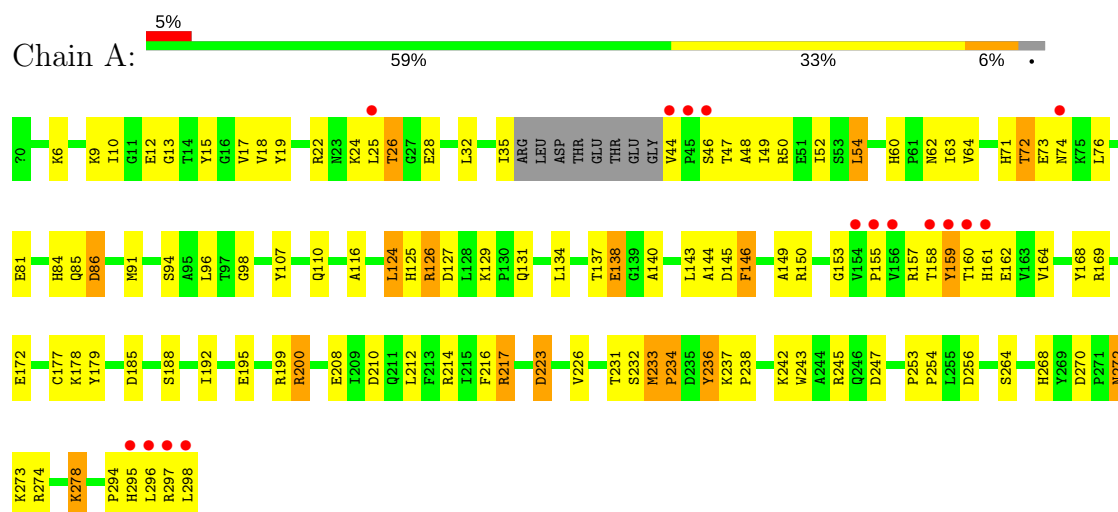 5%
Chain A:
59% 33% 6% •
?0 K6 K9 I10 G11 E12 G13 T14 Y15 G16 V17 V18 Y19 R22 N23 K24 L25 T26 G27 E28 L32 I35 ARG LEU ASP THR GLU THR GLU GLY V44 P45 S46 T47 A48 I49 R50 E51 I52 S53 L54 H60 P61 N62 I63 V64 H71 T72 E73 N74 K75 L76
E81 H84 Q85 D86 M91 S94 A95 L96 T97 G98 Y107 Q110 A116 L124 H125 R126 D127 L128 K129 P130 Q131 L134 T137 E138 G139 A140 L143 A144 D145 F146 A149 R150 G153 V154 P155 V156 R157 T158 Y159 T160 H161 E162 V163 V164 Y168 R169
E172 C177 K178 Y179 D185 S188 I192 E195 R199 R200 E208 I209 D210 Q211 L212 F213 R214 I215 F216 R217 D223 V226 T231 S232 M233 P234 D235 Y236 K237 P238 K242 W243 A244 R245 Q246 D247 P253 P254 L255 D256 S264 H268 Y269 D270 P271 N272
K273 R274 K278 P294 H295 L296 R297 L298